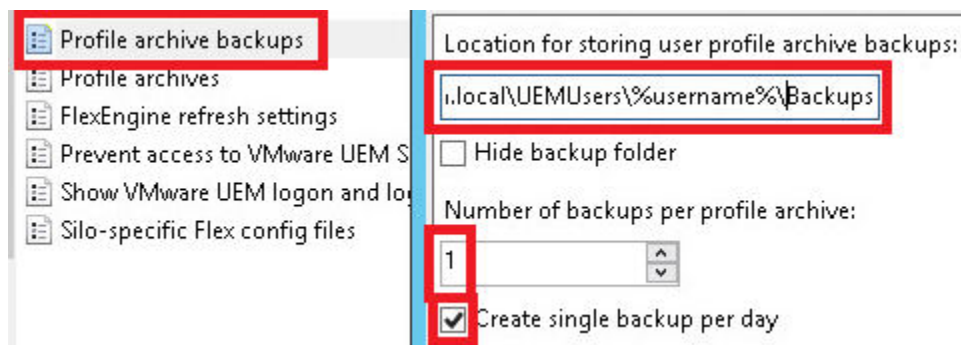 Profile archive backups
Profile archives
FlexEngine refresh settings
Prevent access to VMware UEM S
Show VMware UEM logon and log
Silo-specific Flex config files
Location for storing user profile archive backups:
.local\UEMUsers\%username%\Backups
Hide backup folder
Number of backups per profile archive:
1
Create single backup per day